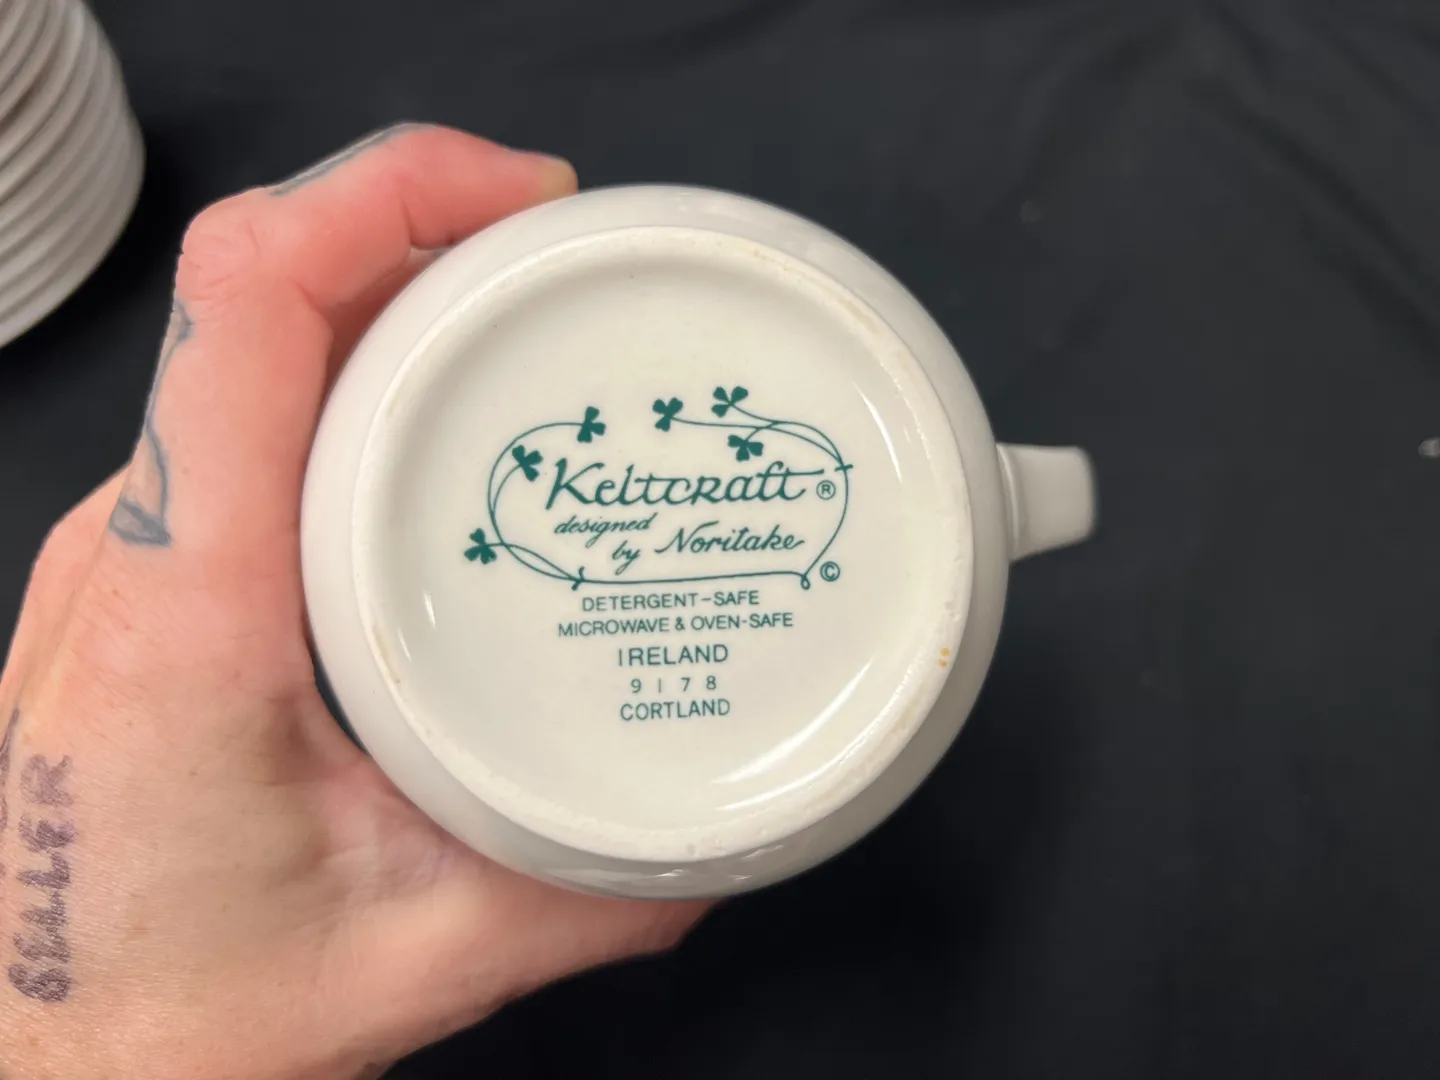 Keltcraft ®
designed
by Noritake
©
DETERGENT-SAFE
MICROWAVE & OVEN-SAFE
IRELAND
9178
CORTLAND